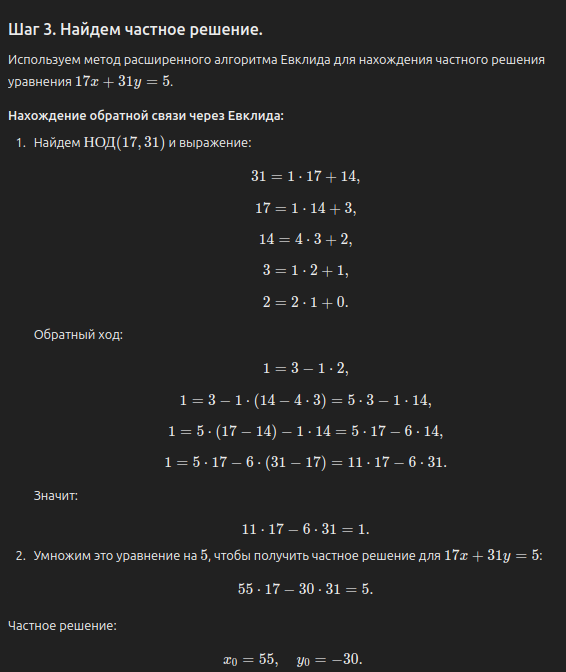 Шаг 3. Найдем частное решение.
Используем метод расширенного алгоритма Евклида для нахождения частного решения
уравнения 17x + 31y = 5.
Нахождение обратной связи через Евклида:
1. Найдем НОД(17, 31) и выражение:
31 = 1 · 17 + 14,
17 = 1 · 14 + 3,
14 = 4 · 3 + 2,
3 = 1 · 2 + 1,
2 = 2 · 1 + 0.
Обратный ход:
1 = 3 − 1 · 2,
1 = 3 − 1 · (14 − 4 · 3) = 5 · 3 − 1 · 14,
1 = 5 · (17 − 14) − 1 · 14 = 5 · 17 − 6 · 14,
1 = 5 · 17 − 6 · (31 − 17) = 11 · 17 − 6 · 31.
Значит:
11 · 17 − 6 · 31 = 1.
2. Умножим это уравнение на 5, чтобы получить частное решение для 17x + 31y = 5:
55 · 17 − 30 · 31 = 5.
Частное решение:
x₀ = 55, y₀ = −30.